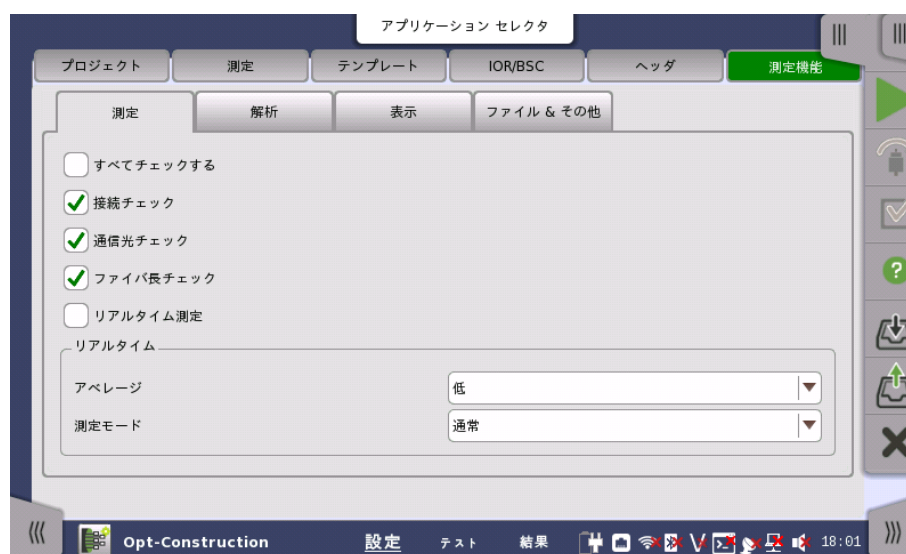 アプリケーション セレクタ
プロジェクト 測定 テンプレート IOR/BSC ヘッダ 測定機能
測定 解析 表示 ファイル & その他
すべてチェックする
接続チェック
通信光チェック
ファイバ長チェック
リアルタイム測定
リアルタイム
アベレージ 低
測定モード 通常
Opt-Construction 設定 テスト 結果 18:01